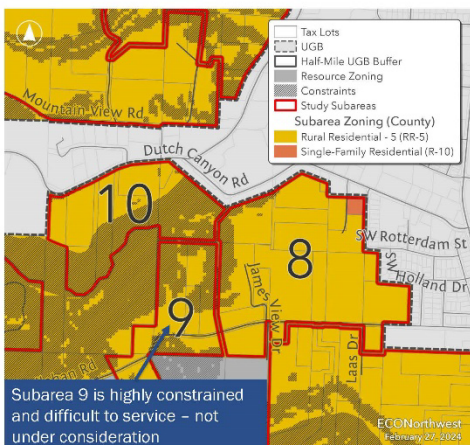 Tax Lots
UGB
Half-Mile UGB Buffer
Resource Zoning
Constraints
Study Subareas
Subarea Zoning (County)
Rural Residential - 5 (RR-5)
Single-Family Residential (R-10)
Mountain View Rd
Dutch Canyon Rd
10
8
9
SW Rotterdam St
SW Holland Dr
James View Dr
Laas Dr
Rd
Subarea 9 is highly constrained
and difficult to service – not
under consideration
ECONorthwest
February 27, 2024